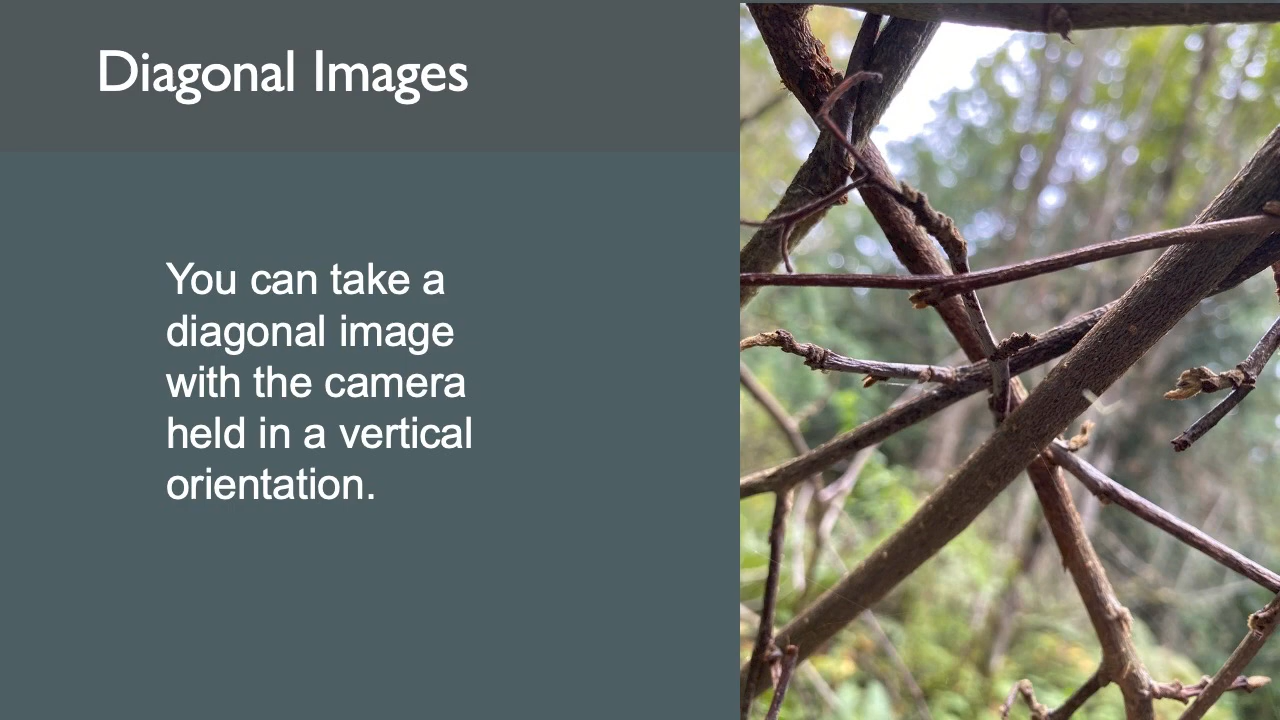 Diagonal Images
You can take a
diagonal image
with the camera
held in a vertical
orientation.